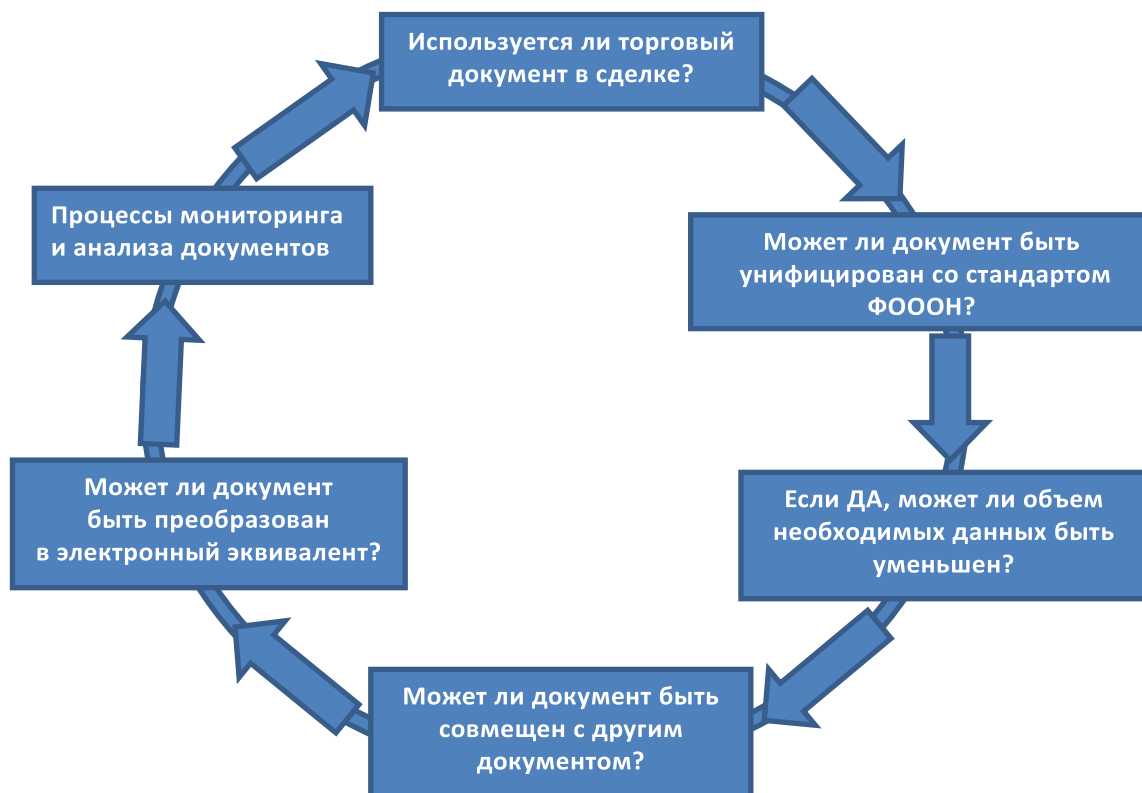 Используется ли торговый
документ в сделке?
Может ли документ быть
унифицирован со стандартом
ФОООН?
Если ДА, может ли объем
необходимых данных быть
уменьшен?
Может ли документ быть
совмещен с другим
документом?
Может ли документ
быть преобразован
в электронный эквивалент?
Процессы мониторинга
и анализа документов